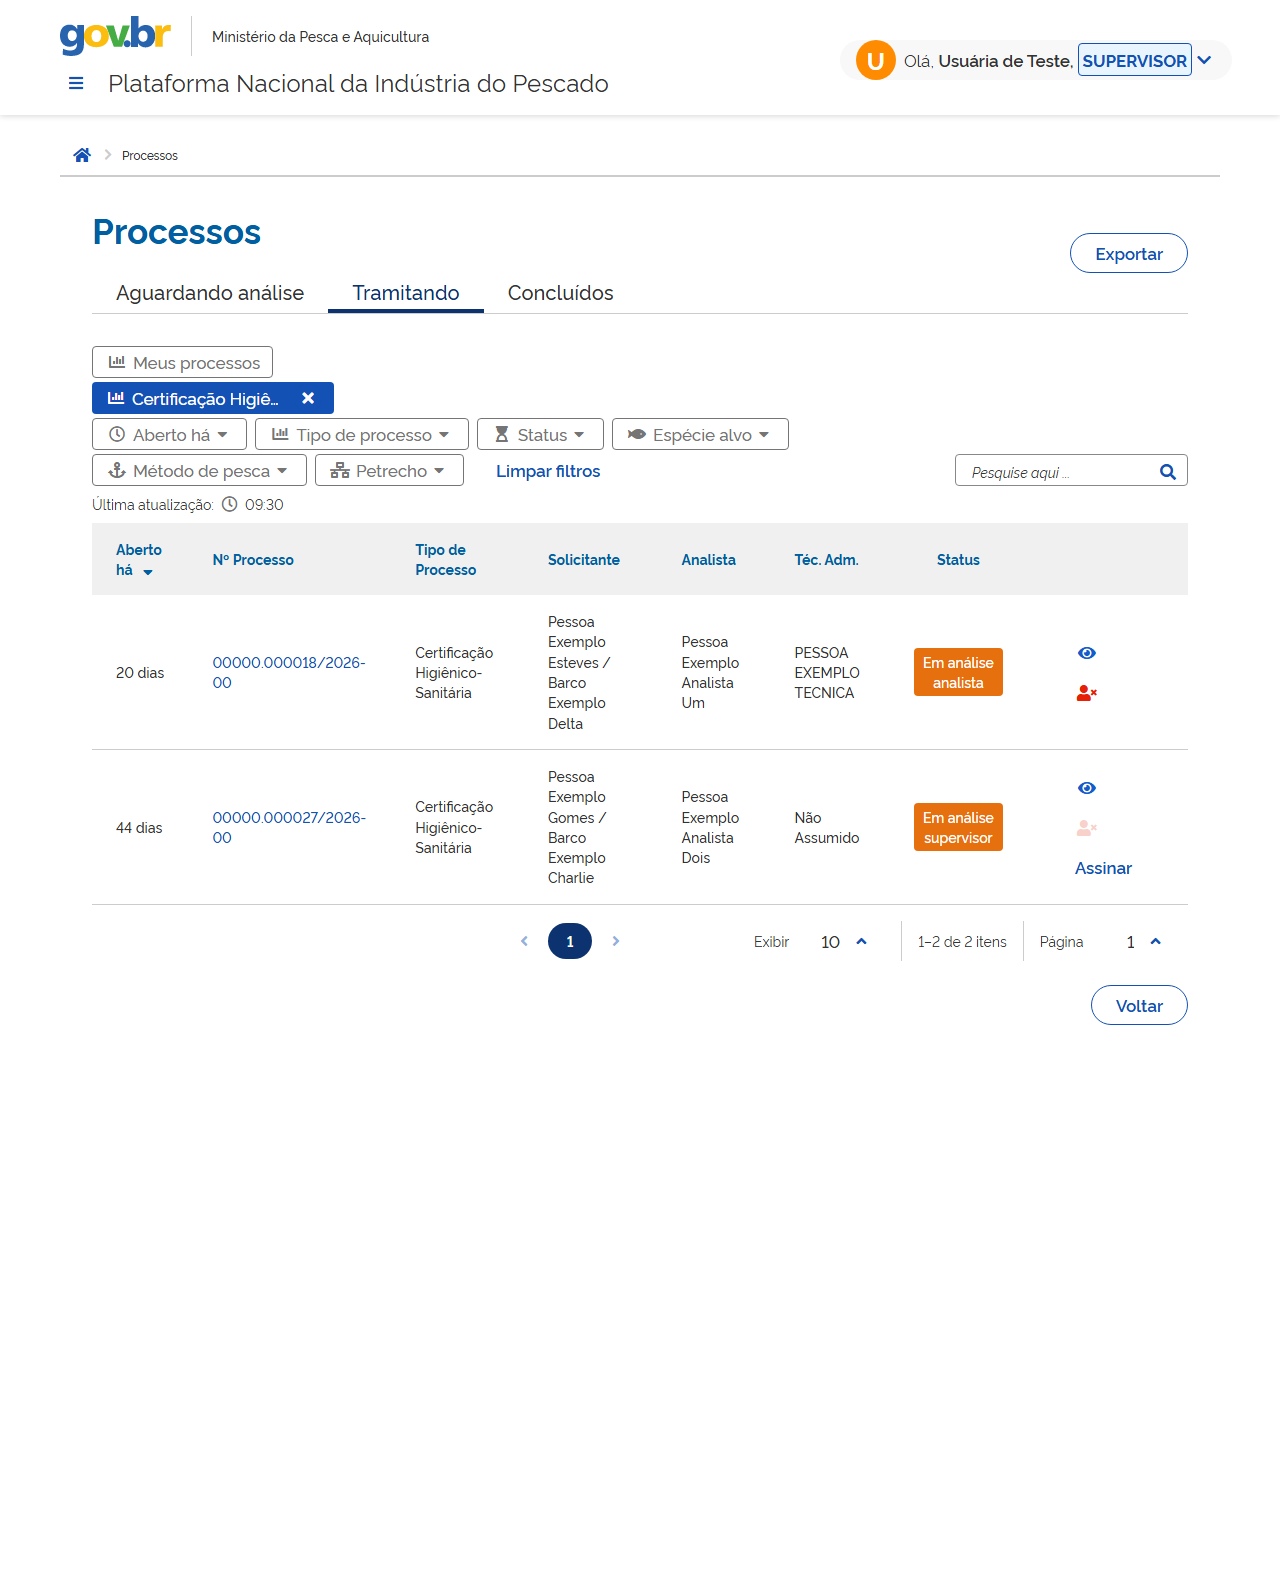 gov.br
Ministério da Pesca e Aquicultura
Plataforma Nacional da Indústria do Pescado
U Olá, Usuária de Teste, SUPERVISOR
Processos
Processos
Exportar
Aguardando análise Tramitando Concluídos
Meus processos
Certificação Higiê...
Aberto há Tipo de processo Status Espécie alvo
Método de pesca Petrecho Limpar filtros Pesquise aqui ...
Última atualização: 09:30
Aberto há Nº Processo Tipo de Processo Solicitante Analista Téc. Adm. Status
20 dias
00000.000018/2026-
00
Certificação
Higiênico-
Sanitária
Pessoa
Exemplo
Esteves /
Barco
Exemplo
Delta
Pessoa
Exemplo
Analista
Um
PESSOA
EXEMPLO
TECNICA
Em análise
analista
44 dias
00000.000027/2026-
00
Certificação
Higiênico-
Sanitária
Pessoa
Exemplo
Gomes /
Barco
Exemplo
Charlie
Pessoa
Exemplo
Analista
Dois
Não
Assumido
Em análise
supervisor
Assinar
1 Exibir 10 1–2 de 2 itens Página 1
Voltar